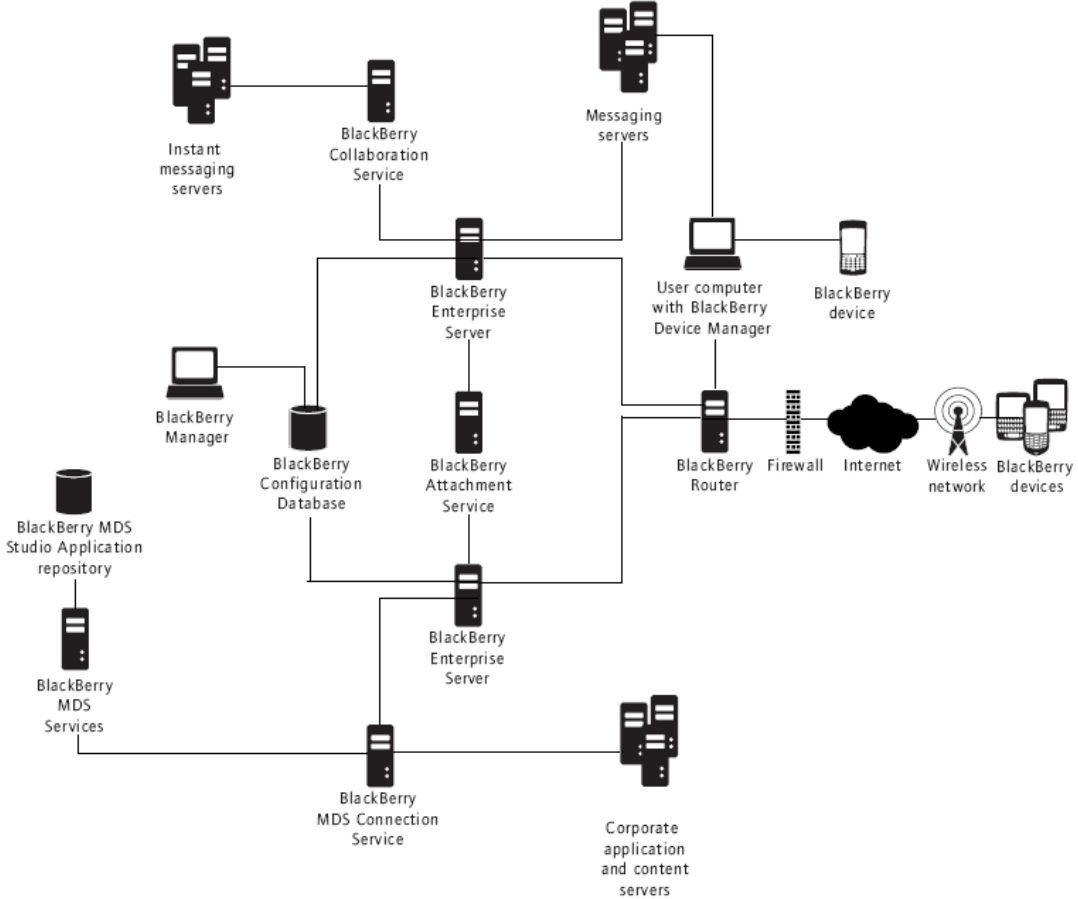 Messaging
servers
BlackBerry
Collaboration
Service
Instant
messaging
servers
BlackBerry
Enterprise
Server
User computer
with BlackBerry
Device Manager
BlackBerry
device
BlackBerry
Manager
BlackBerry
Configuration
Database
BlackBerry
Attachment
Service
BlackBerry
Router
Firewall
Internet
Wireless
network
BlackBerry
devices
BlackBerry MDS
Studio Application
repository
BlackBerry
Enterprise
Server
BlackBerry
MDS
Services
BlackBerry
MDS Connection
Service
Corporate
application
and content
servers